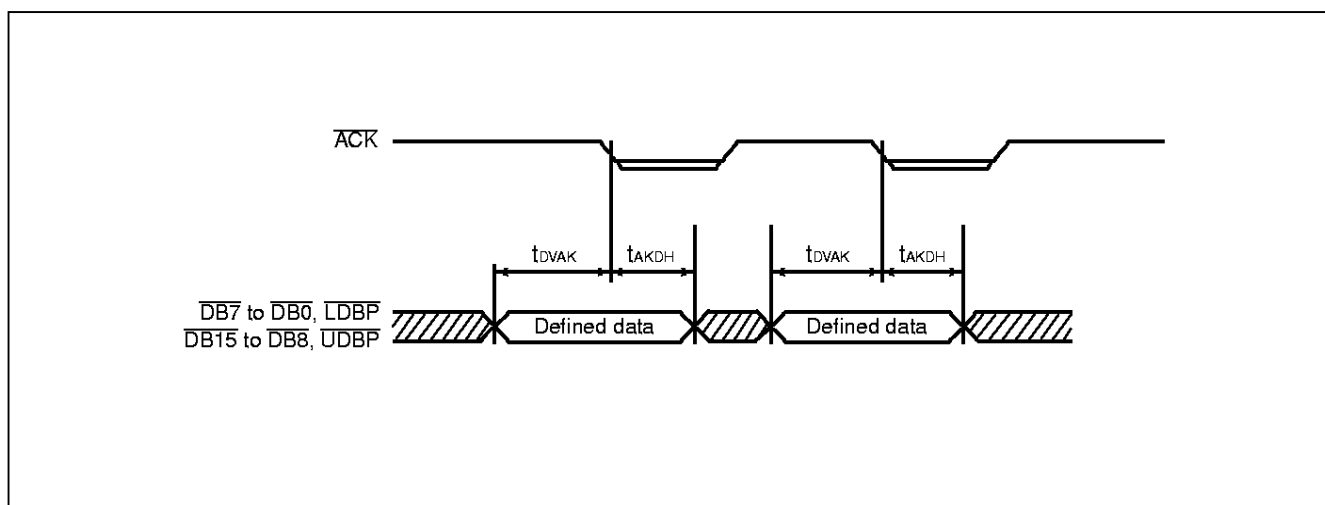 ACK
tDVAK tAKDH tDVAK tAKDH
DB7 to DB0, LDBP
DB15 to DB8, UDBP
Defined data Defined data